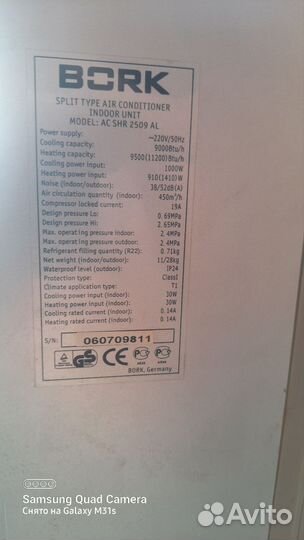 BORK
SPLIT TYPE AIR CONDITIONER
INDOOR UNIT
MODEL: AC SHR 2509 AL
Power supply: ~220V/50Hz
Cooling capacity: 9000Btu/h
Heating capacity: 9500(11200)Btu/h
Cooling power input: 1000W
Heating power input: 910(1410)W
Noise (indoor/outdoor): 38/52d8(A)
Air circulation quantity (indoor): 450m³/h
Compressor locked current: 19A
Design pressure Lo: 0.69MPa
Design pressure Hi: 2.65MPa
Max. operating pressure indoor: 2.4MPa
Max. operating pressure outdoor: 2.4MPa
Refrigerant filling quantity (R22): 0.71kg
Net weight (indoor/outdoor): 11/28kg
Waterproof level (outdoor): IP24
Protection type: ClassI
Climate application type: T1
Cooling power input (indoor): 30W
Heating power input (indoor): 30W
Cooling rated current (indoor): 0.14A
Heating rated current (indoor): 0.14A
S/N: 060709811
GS CE
BORK, Germany
Samsung Quad Camera
Снято на Galaxy M31s
Avito